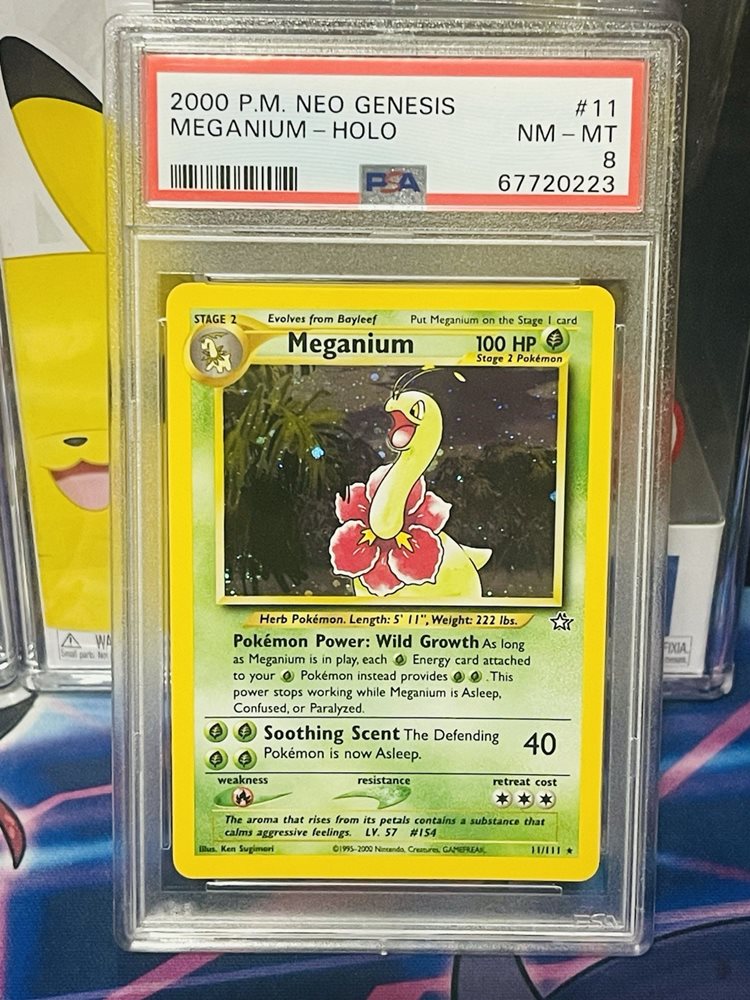 2000 P.M. NEO GENESIS #11
MEGANIUM - HOLO NM - MT
8
PSA 67720223
STAGE 2 Evolves from Bayleef Put Meganium on the Stage 1 card
Meganium 100 HP
Stage 2 Pokémon
Herb Pokémon. Length: 5' 11", Weight: 222 lbs.
Pokémon Power: Wild Growth As long
as Meganium is in play, each Energy card attached
to your Pokémon instead provides . This
power stops working while Meganium is Asleep,
Confused, or Paralyzed.
Soothing Scent The Defending 40
Pokémon is now Asleep.
weakness resistance retreat cost
The aroma that rises from its petals contains a substance that
calms aggressive feelings. LV. 57 #154
Illus. Ken Sugimori ©1995-2000 Nintendo, Creatures, GAMEFREAK. 11/111
PSA